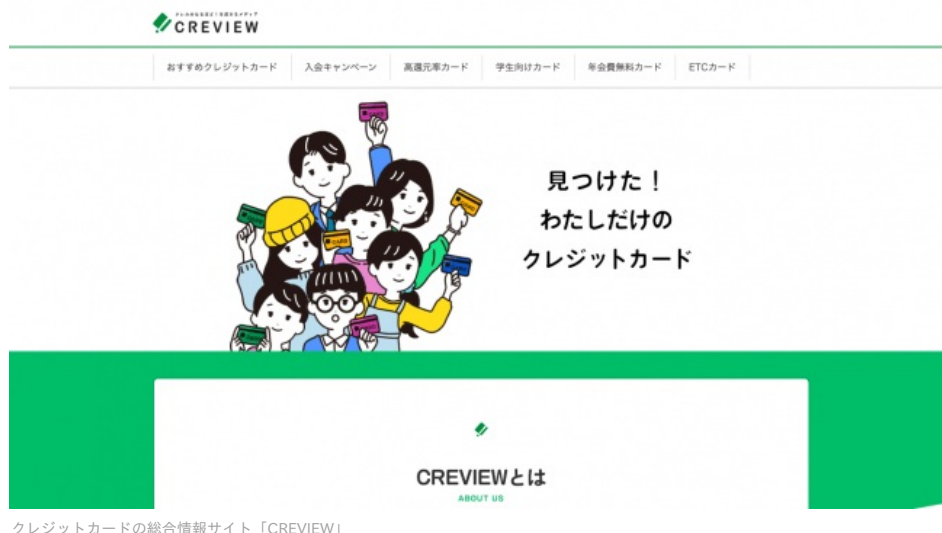 CREVIEW
おすすめクレジットカード
入会キャンペーン
高還元率カード
学生向けカード
年会費無料カード
ETCカード
見つけた！
わたしだけの
クレジットカード
CREVIEWとは
ABOUT US
クレジットカードの総合情報サイト「CREVIEW」